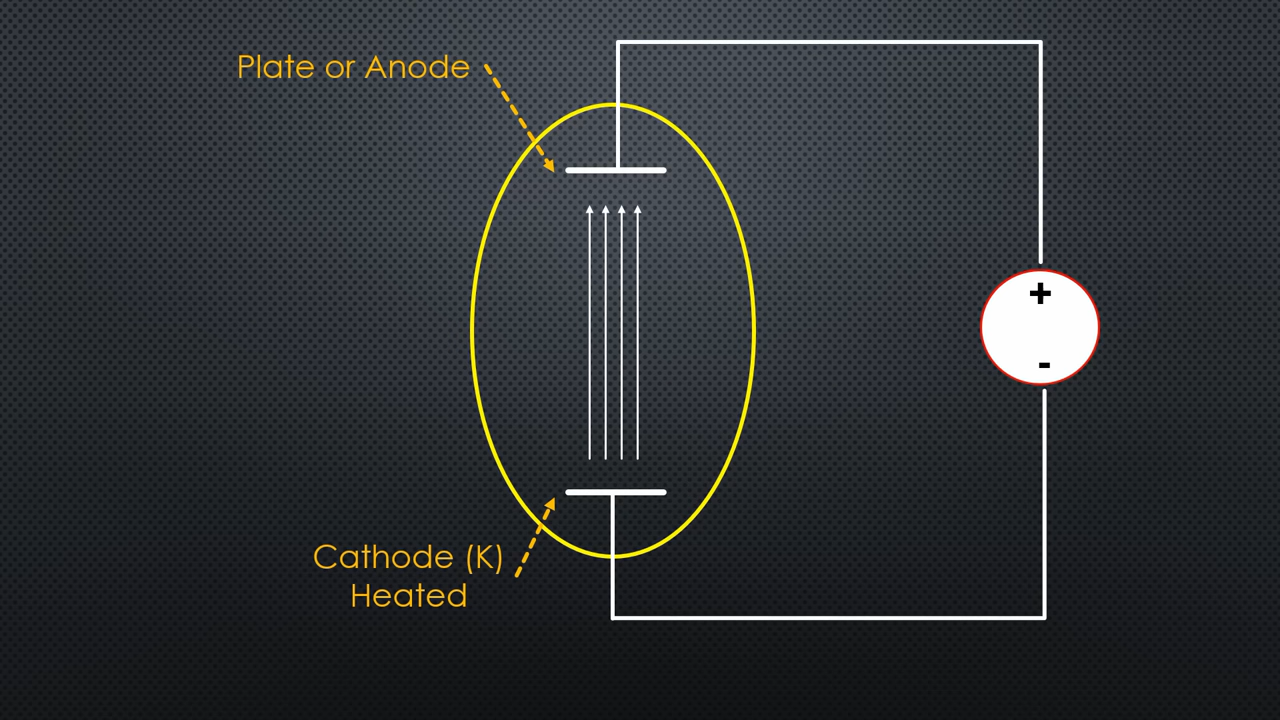 Plate or Anode
+
-
Cathode (K)
Heated